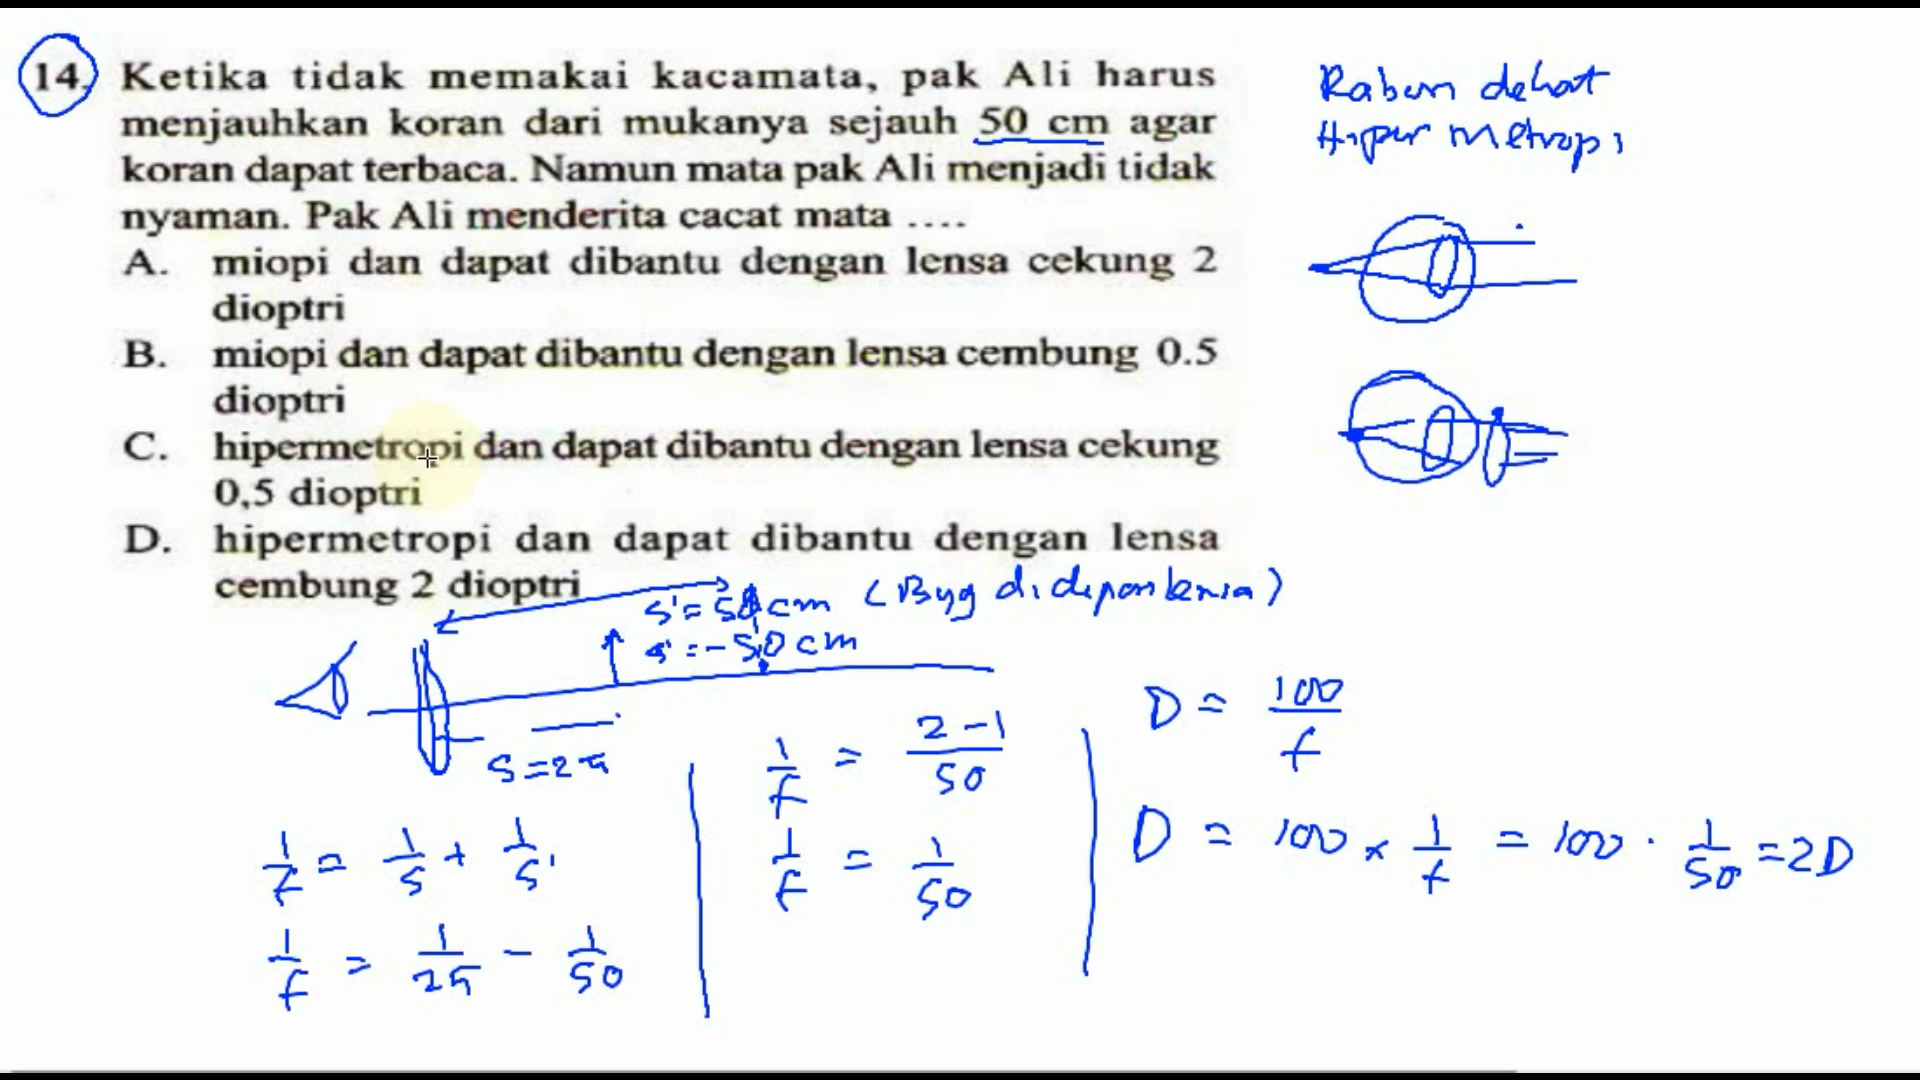 14. Ketika tidak memakai kacamata, pak Ali harus
menjauhkan koran dari mukanya sejauh 50 cm agar
koran dapat terbaca. Namun mata pak Ali menjadi tidak
nyaman. Pak Ali menderita cacat mata ....
A. miopi dan dapat dibantu dengan lensa cekung 2
dioptri
B. miopi dan dapat dibantu dengan lensa cembung 0.5
dioptri
C. hipermetropi dan dapat dibantu dengan lensa cekung
0,5 dioptri
D. hipermetropi dan dapat dibantu dengan lensa
cembung 2 dioptri
Rabun dekat
Hipermetropi
s' = 50 cm (Byg didepan lensa)
s' = -50 cm
s = 25
1/f = 1/s + 1/s'
1/f = 1/25 - 1/50
1/f = 2-1/50
1/f = 1/50
D = 100/f
D = 100 x 1/f = 100 . 1/50 = 2D